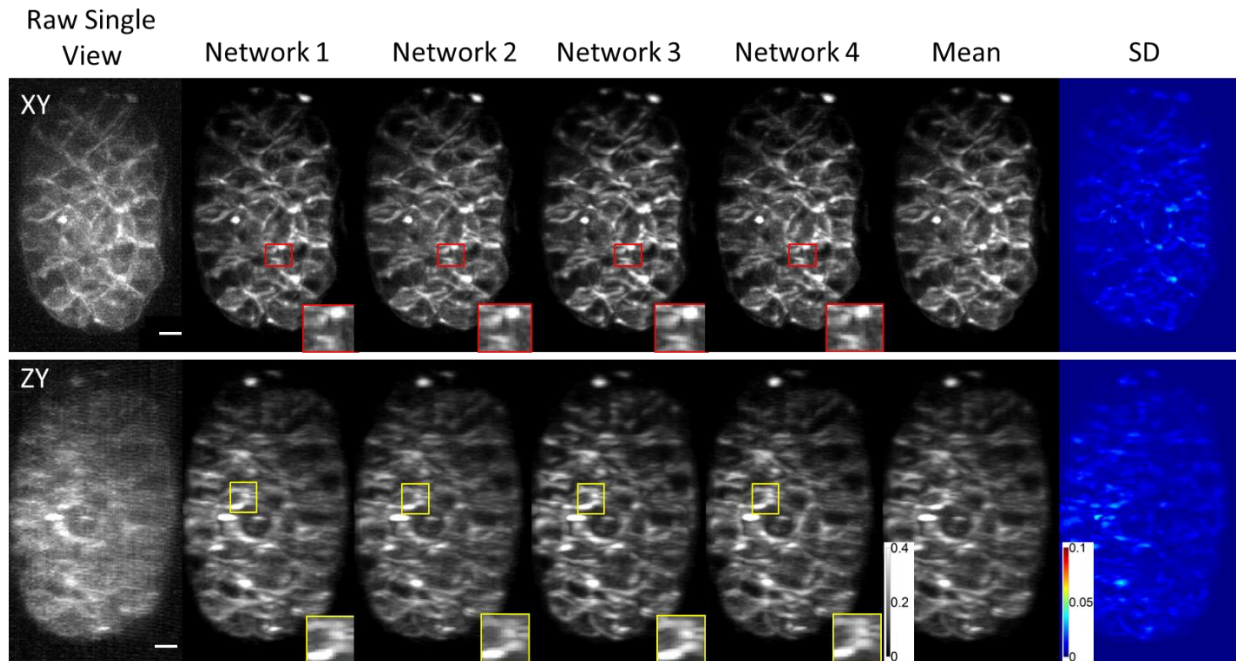 Raw Single
View
Network 1
Network 2
Network 3
Network 4
Mean
SD
XY
ZY
0.4
0.2
0
0.1
0.05
0